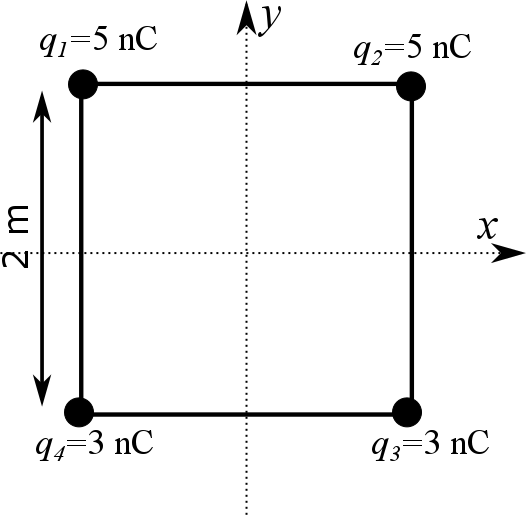 y
q₁=5 nC
q₂=5 nC
x
2 m
q₄=3 nC
q₃=3 nC